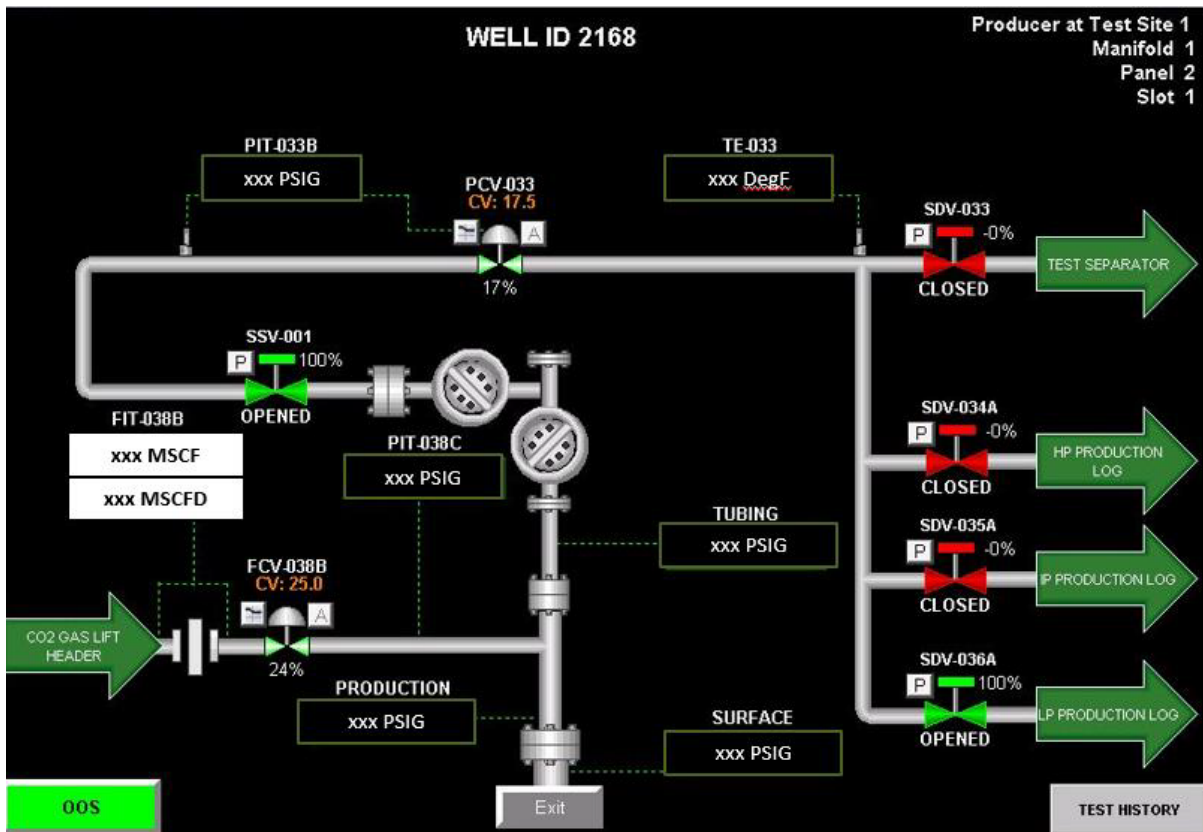 WELL ID 2168
Producer at Test Site 1
Manifold 1
Panel 2
Slot 1
PIT-033B
xxx PSIG
PCV-033
CV: 17.5
A
17%
TE-033
xxx DegF
SDV-033
P
-0%
CLOSED
TEST SEPARATOR
SSV-001
P
100%
OPENED
FIT-038B
xxx MSCF
xxx MSCFD
PIT-038C
xxx PSIG
SDV-034A
P
-0%
CLOSED
HP PRODUCTION
LOG
TUBING
xxx PSIG
SDV-035A
P
-0%
CLOSED
IP PRODUCTION LOG
FCV-038B
CV: 25.0
A
24%
CO2 GAS LIFT
HEADER
PRODUCTION
xxx PSIG
SURFACE
xxx PSIG
SDV-036A
P
100%
OPENED
LP PRODUCTION LOG
OOS
Exit
TEST HISTORY